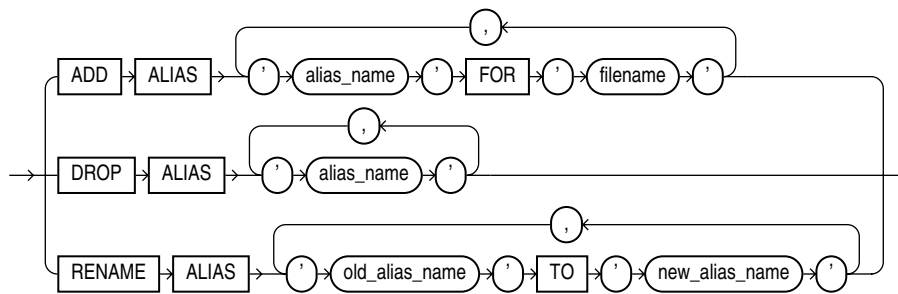 ,
ADD ALIAS ' alias_name ' FOR ' filename '
,
DROP ALIAS ' alias_name '
,
RENAME ALIAS ' old_alias_name ' TO ' new_alias_name '